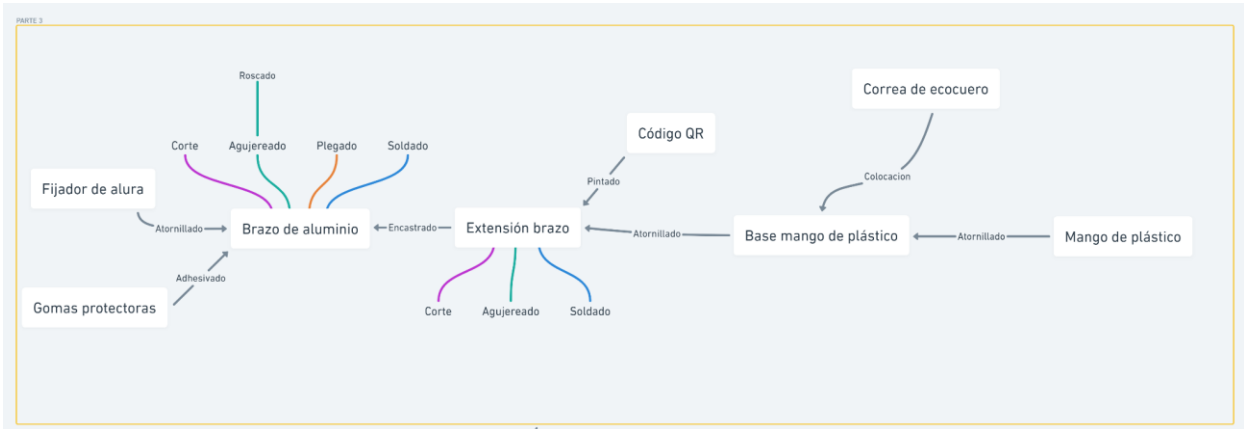 PARTE 3
Roscado
Correa de ecocuero
Código QR
Corte
Agujereado
Plegado
Soldado
Colocacion
Pintado
Fijador de alura
Atornillado
Brazo de aluminio
Encastrado
Extensión brazo
Atornillado
Base mango de plástico
Atornillado
Mango de plástico
Adhesivado
Gomas protectoras
Corte
Agujereado
Soldado